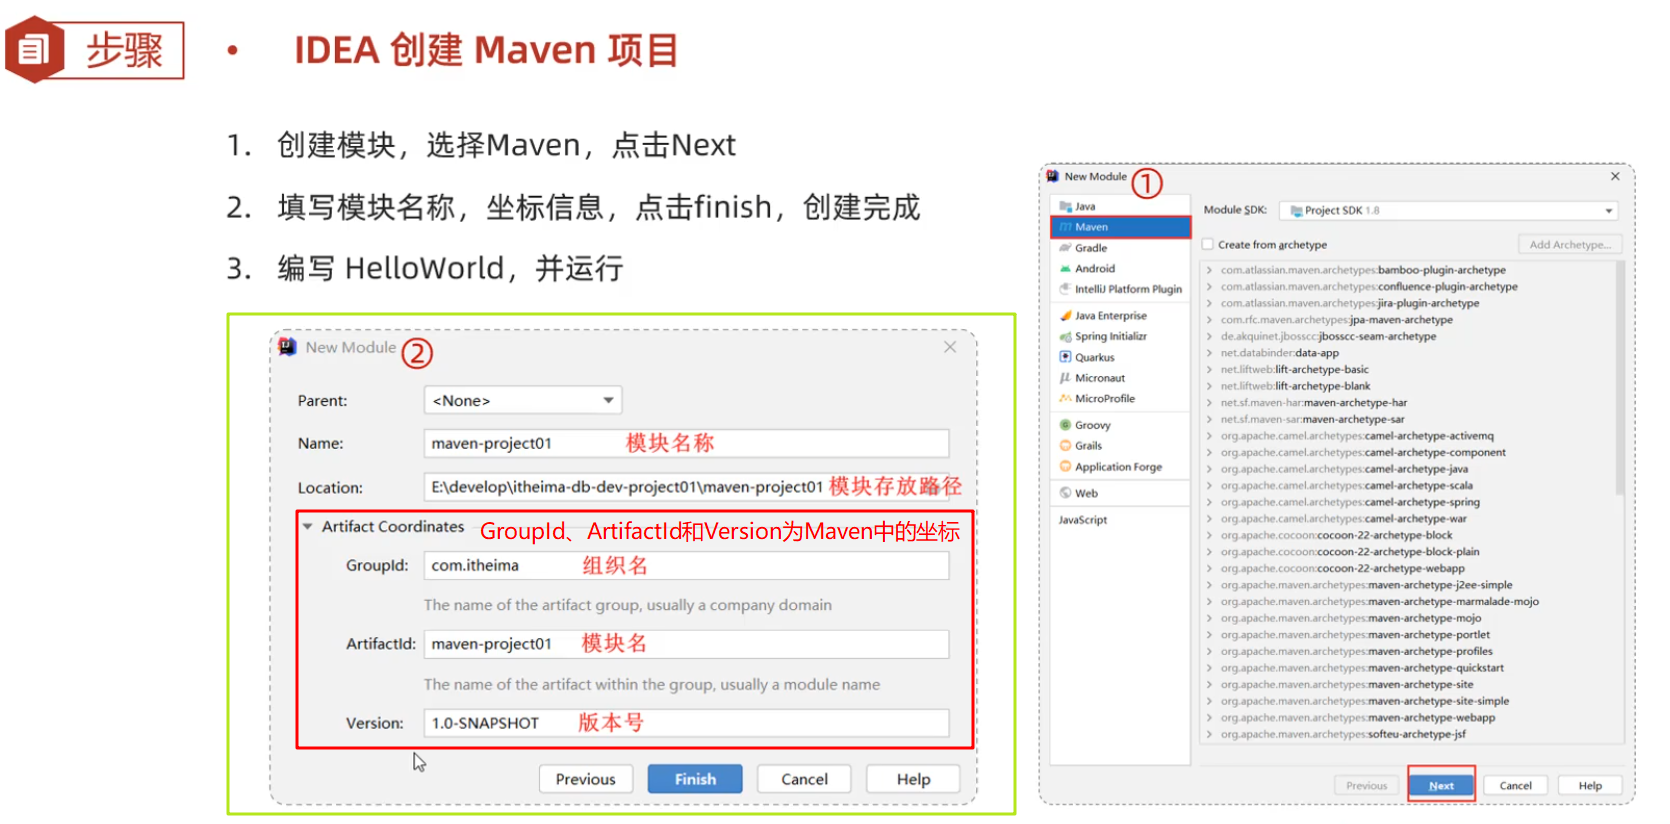 步骤
• IDEA 创建 Maven 项目
1. 创建模块，选择Maven，点击Next
2. 填写模块名称，坐标信息，点击finish，创建完成
3. 编写 HelloWorld，并运行
New Module ②
Parent: <None>
Name: maven-project01 模块名称
Location: E:\develop\itheima-db-dev-project01\maven-project01 模块存放路径
Artifact Coordinates GroupId、ArtifactId和Version为Maven中的坐标
GroupId: com.itheima 组织名
The name of the artifact group, usually a company domain
ArtifactId: maven-project01 模块名
The name of the artifact within the group, usually a module name
Version: 1.0-SNAPSHOT 版本号
Previous Finish Cancel Help
New Module ①
Java
Maven
Gradle
Android
IntelliJ Platform Plugin
Java Enterprise
Spring Initializr
Quarkus
Micronaut
MicroProfile
Groovy
Grails
Application Forge
Web
JavaScript
Module SDK: Project SDK 1.8
Create from archetype Add Archetype...
com.atlassian.maven.archetypes:bamboo-plugin-archetype
com.atlassian.maven.archetypes:confluence-plugin-archetype
com.atlassian.maven.archetypes:jira-plugin-archetype
com.rfc.maven.archetypes:jpa-maven-archetype
de.akquinet.jbosscc:jbosscc-seam-archetype
net.databinder:data-app
net.liftweb:lift-archetype-basic
net.liftweb:lift-archetype-blank
net.sf.maven-har:maven-archetype-har
net.sf.maven-sar:maven-archetype-sar
org.apache.camel.archetypes:camel-archetype-activemq
org.apache.camel.archetypes:camel-archetype-component
org.apache.camel.archetypes:camel-archetype-java
org.apache.camel.archetypes:camel-archetype-scala
org.apache.camel.archetypes:camel-archetype-spring
org.apache.camel.archetypes:camel-archetype-war
org.apache.cocoon:cocoon-22-archetype-block
org.apache.cocoon:cocoon-22-archetype-block-plain
org.apache.cocoon:cocoon-22-archetype-webapp
org.apache.maven.archetypes:maven-archetype-j2ee-simple
org.apache.maven.archetypes:maven-archetype-marmalade-mojo
org.apache.maven.archetypes:maven-archetype-mojo
org.apache.maven.archetypes:maven-archetype-portlet
org.apache.maven.archetypes:maven-archetype-profiles
org.apache.maven.archetypes:maven-archetype-quickstart
org.apache.maven.archetypes:maven-archetype-site
org.apache.maven.archetypes:maven-archetype-site-simple
org.apache.maven.archetypes:maven-archetype-webapp
org.apache.maven.archetypes:softeu-archetype-jsf
Previous Next Cancel Help